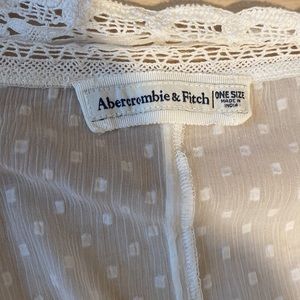 Abercrombie & Fitch
ONE SIZE
MADE IN
INDIA